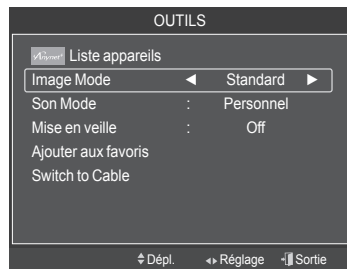 OUTILS
Anynet+ Liste appareils
Image Mode ◄ Standard ►
Son Mode : Personnel
Mise en veille : Off
Ajouter aux favoris
Switch to Cable
Dépl. Réglage Sortie